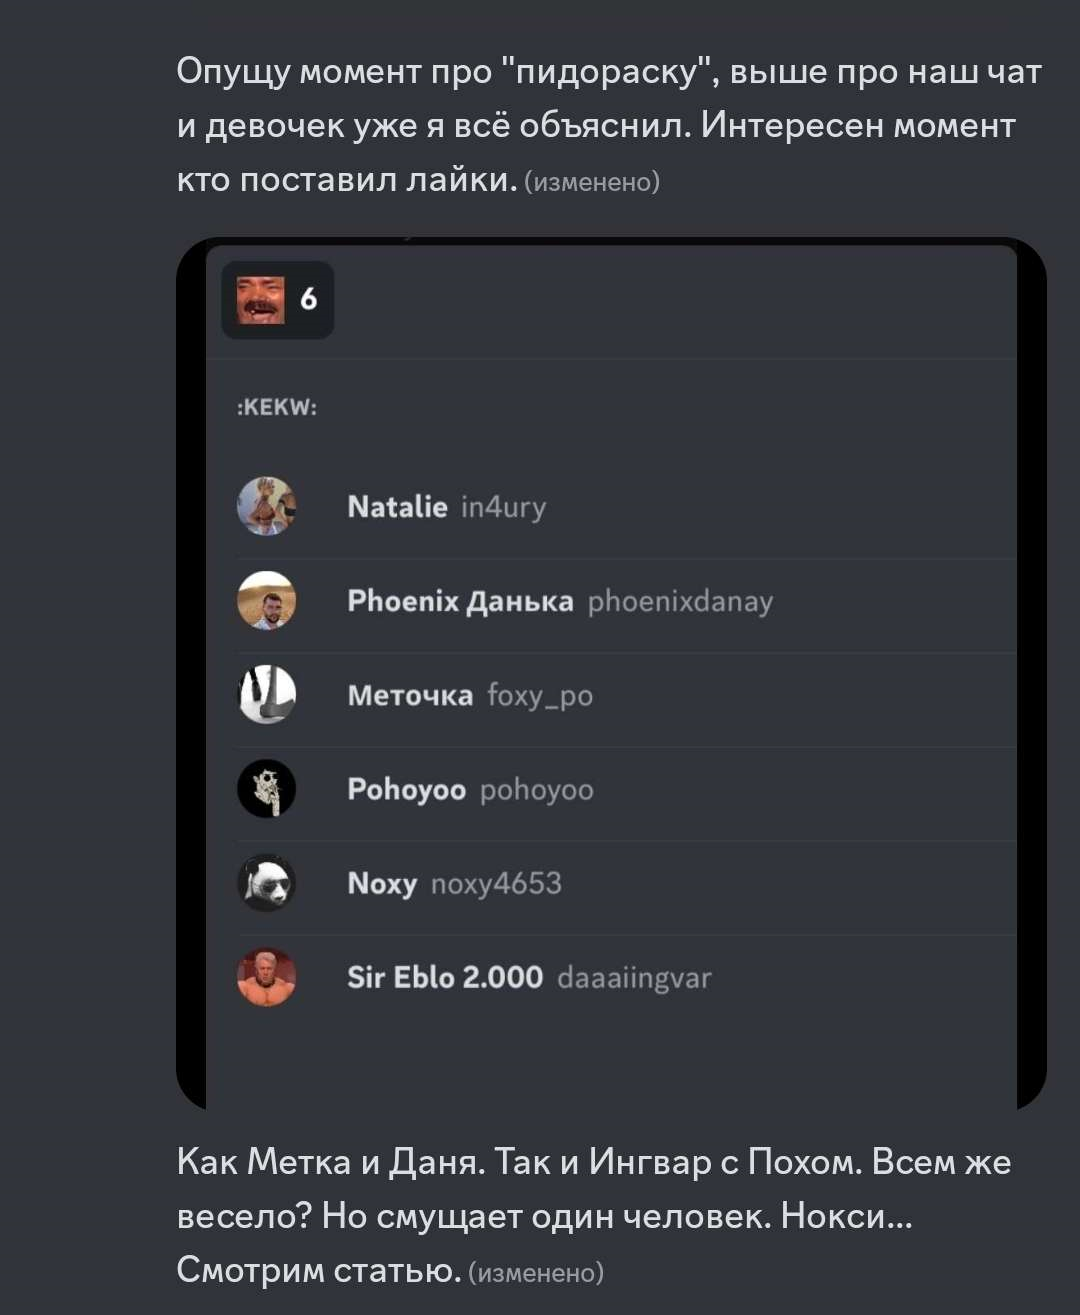 Опущу момент про "пидораску", выше про наш чат
и девочек уже я всё объяснил. Интересен момент
кто поставил лайки. (изменено)
6
:KEKW:
Natalie in4ury
Phoenix Данька phoenixdanay
Меточка foxy_po
Pohoyoo pohoyoo
Noxy noxy4653
Sir Eblo 2.000 daaaiingvar
Как Метка и Даня. Так и Ингвар с Похом. Всем же
весело? Но смущает один человек. Нокси...
Смотрим статью. (изменено)